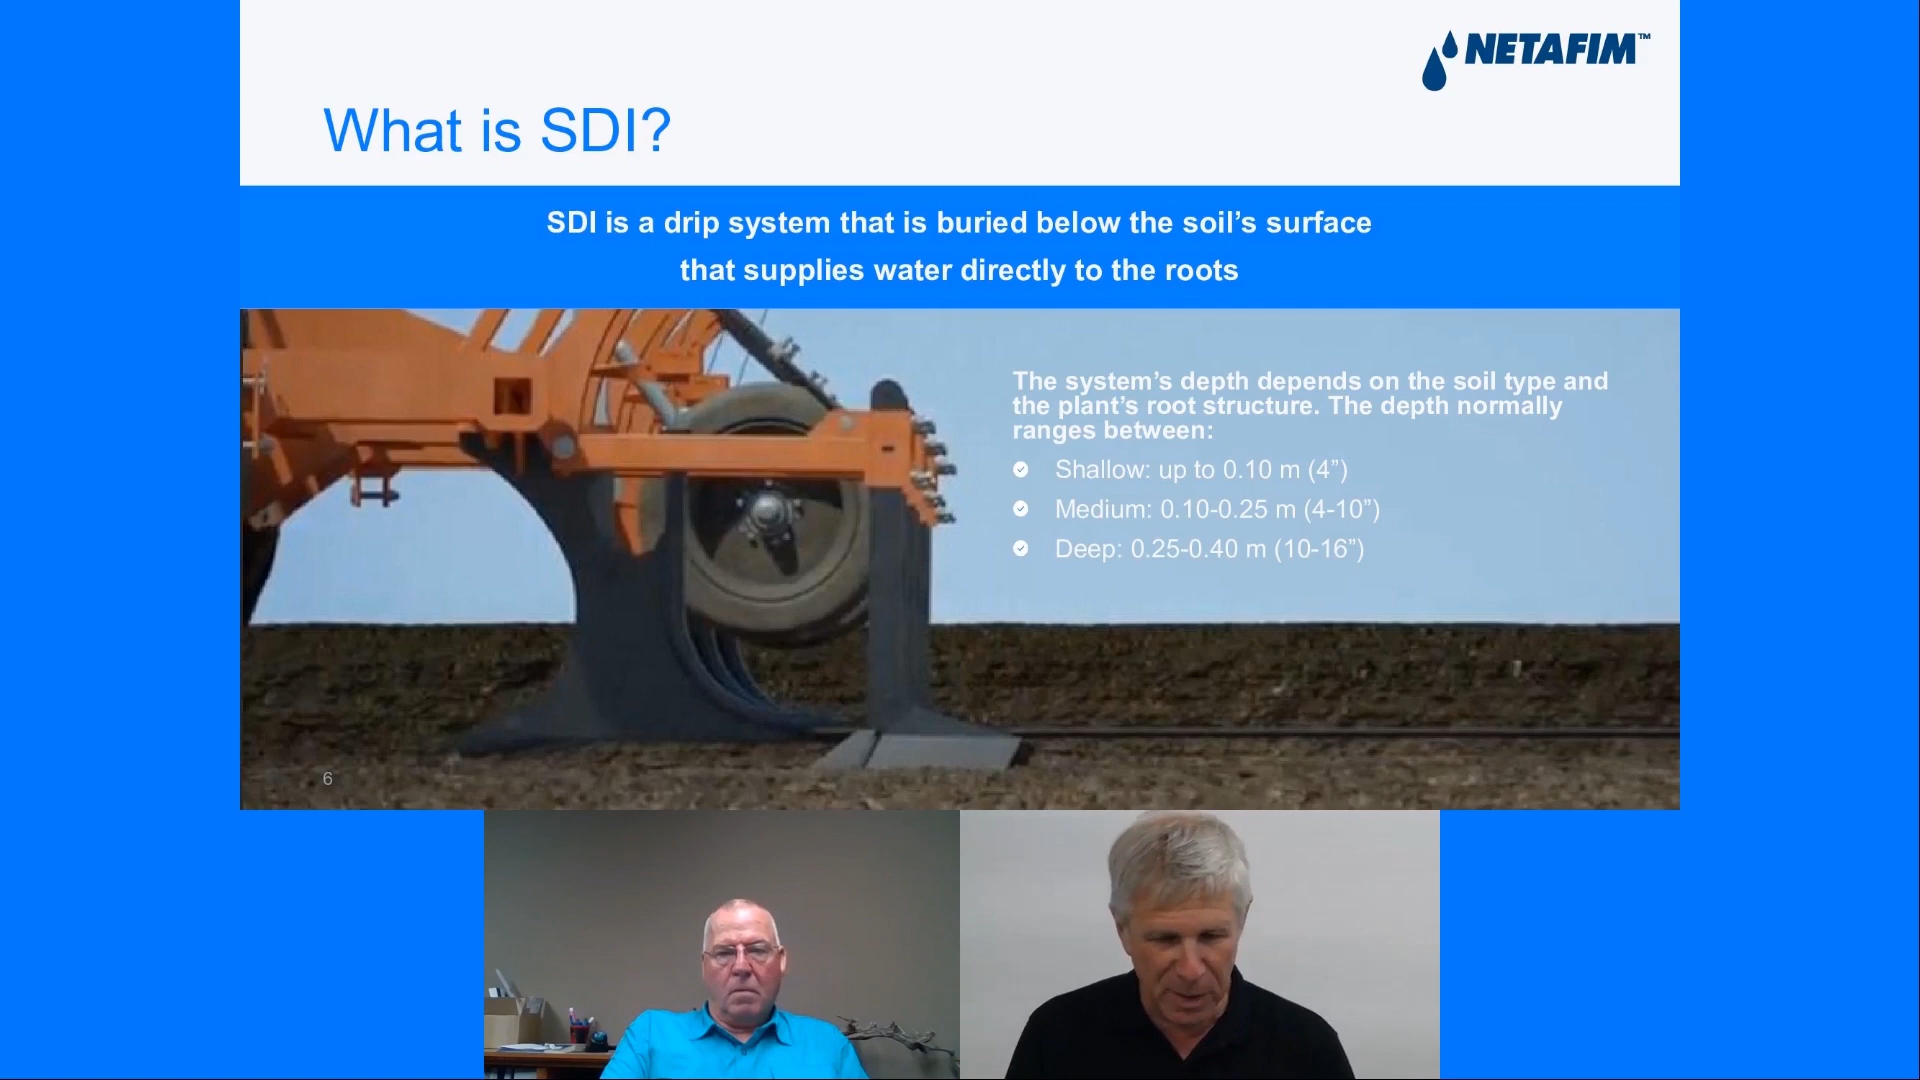 NETAFIM™
What is SDI?
SDI is a drip system that is buried below the soil’s surface
that supplies water directly to the roots
The system’s depth depends on the soil type and
the plant’s root structure. The depth normally
ranges between:
Shallow: up to 0.10 m (4”)
Medium: 0.10-0.25 m (4-10”)
Deep: 0.25-0.40 m (10-16”)
6